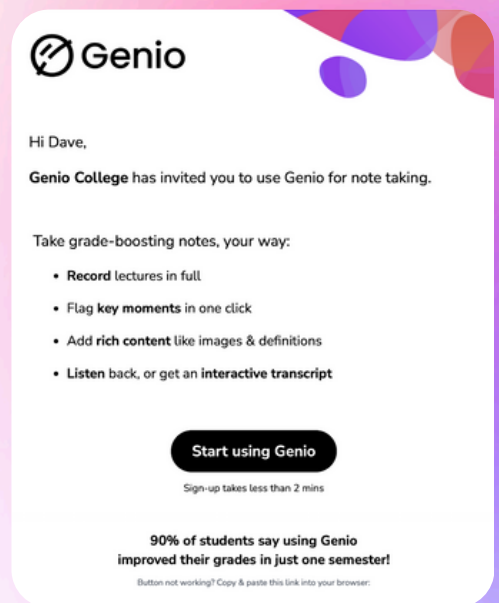 Genio
Hi Dave,
Genio College has invited you to use Genio for note taking.
Take grade-boosting notes, your way:
• Record lectures in full
• Flag key moments in one click
• Add rich content like images & definitions
• Listen back, or get an interactive transcript
Start using Genio
Sign-up takes less than 2 mins
90% of students say using Genio
improved their grades in just one semester!
Button not working? Copy & paste this link into your browser: